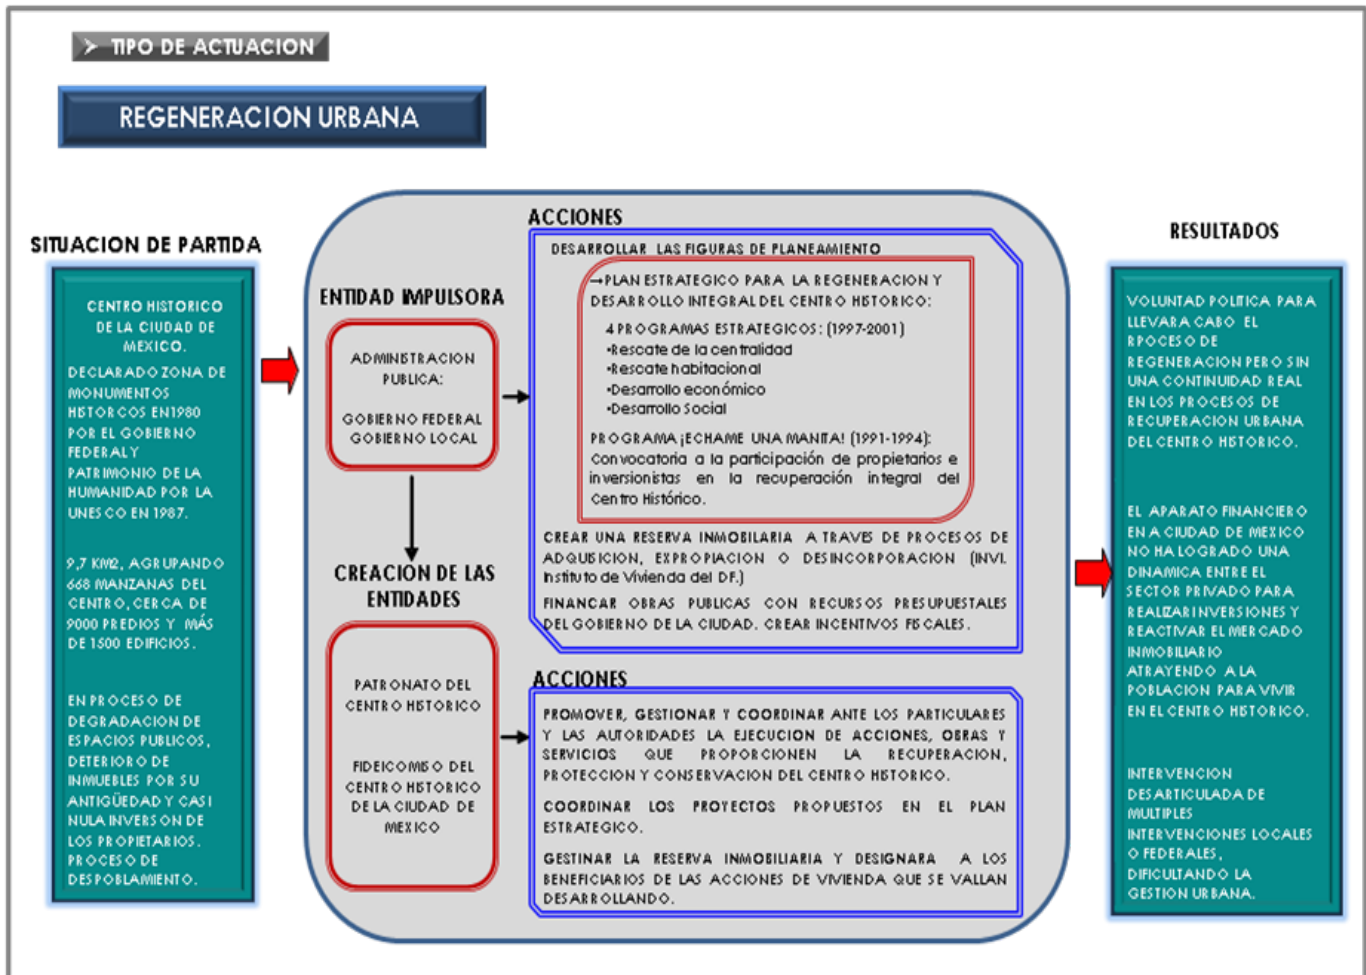 ➢ TIPO DE ACTUACION
REGENERACION URBANA
SITUACION DE PARTIDA
CENTRO HISTORICO
DE LA CIUDAD DE
MEXICO.
DECLARADO ZONA DE
MONUMENTOS
HISTORCOS EN1980
POR EL GOBIERNO
FEDERAL Y
PATRIMONIO DE LA
HUMANIDAD POR LA
UNESCO EN 1987.
9,7 KM2, AGRUPANDO
668 MANZANAS DEL
CENTRO, CERCA DE
9000 PREDIOS Y MÁS
DE 1500 EDIFICIOS.
EN PROCESO DE
DEGRADACION DE
ESPACIOS PUBLICOS,
DETERIORO DE
INMUEBLES POR SU
ANTIGÜEDAD Y CASI
NULA INVERSON DE
LOS PROPIETARIOS.
PROCESO DE
DESPOBLAMIENTO.
ENTIDAD IMPULSORA
ADMINISTRACION
PUBLICA:
GOBIERNO FEDERAL
GOBIERNO LOCAL
ACCIONES
DESARROLLAR LAS FIGURAS DE PLANEAMIENTO
→PLAN ESTRATEGICO PARA LA REGENERACION Y
DESARROLLO INTEGRAL DEL CENTRO HISTORICO:
4 PROGRAMAS ESTRATEGICOS: (1997-2001)
•Rescate de la centralidad
•Rescate habitacional
•Desarrollo económico
•Desarrollo Social
PROGRAMA ¡ECHAME UNA MANITA! (1991-1994):
Convocatoria a la participación de propietarios e
inversionistas en la recuperación integral del
Centro Histórico.
CREAR UNA RESERVA INMOBILIARIA A TRAVES DE PROCESOS DE
ADQUISICION, EXPROPIACION O DESINCORPORACION (INVI.
Instituto de Vivienda del DF.)
FINANCAR OBRAS PUBLICAS CON RECURSOS PRESUPUESTALES
DEL GOBIERNO DE LA CIUDAD. CREAR INCENTIVOS FISCALES.
CREACION DE LAS
ENTIDADES
PATRONATO DEL
CENTRO HISTORICO
FIDEICOMISO DEL
CENTRO HISTORICO
DE LA CIUDAD DE
MEXICO
ACCIONES
PROMOVER, GESTIONAR Y COORDINAR ANTE LOS PARTICULARES
Y LAS AUTORIDADES LA EJECUCION DE ACCIONES, OBRAS Y
SERVICIOS QUE PROPORCIONEN LA RECUPERACION,
PROTECCION Y CONSERVACION DEL CENTRO HISTORICO.
COORDINAR LOS PROYECTOS PROPUESTOS EN EL PLAN
ESTRATEGICO.
GESTINAR LA RESERVA INMOBILIARIA Y DESIGNARA A LOS
BENEFICIARIOS DE LAS ACCIONES DE VIVIENDA QUE SE VALLAN
DESARROLLANDO.
RESULTADOS
VOLUNTAD POLITICA PARA
LLEVARA CABO EL
RPOCESO DE
REGENERACION PERO SIN
UNA CONTINUIDAD REAL
EN LOS PROCESOS DE
RECUPERACION URBANA
DEL CENTRO HISTORICO.
EL APARATO FINANCIERO
EN A CIUDAD DE MEXICO
NO HA LOGRADO UNA
DINAMICA ENTRE EL
SECTOR PRIVADO PARA
REALIZAR INVERSIONES Y
REACTIVAR EL MERCADO
INMOBILIARIO
ATRAYENDO A LA
POBLACION PARA VIVIR
EN EL CENTRO HISTORICO.
INTERVENCION
DESARTICULADA DE
MULTIPLES
INTERVENCIONES LOCALES
O FEDERALES,
DIFICULTANDO LA
GESTION URBANA.